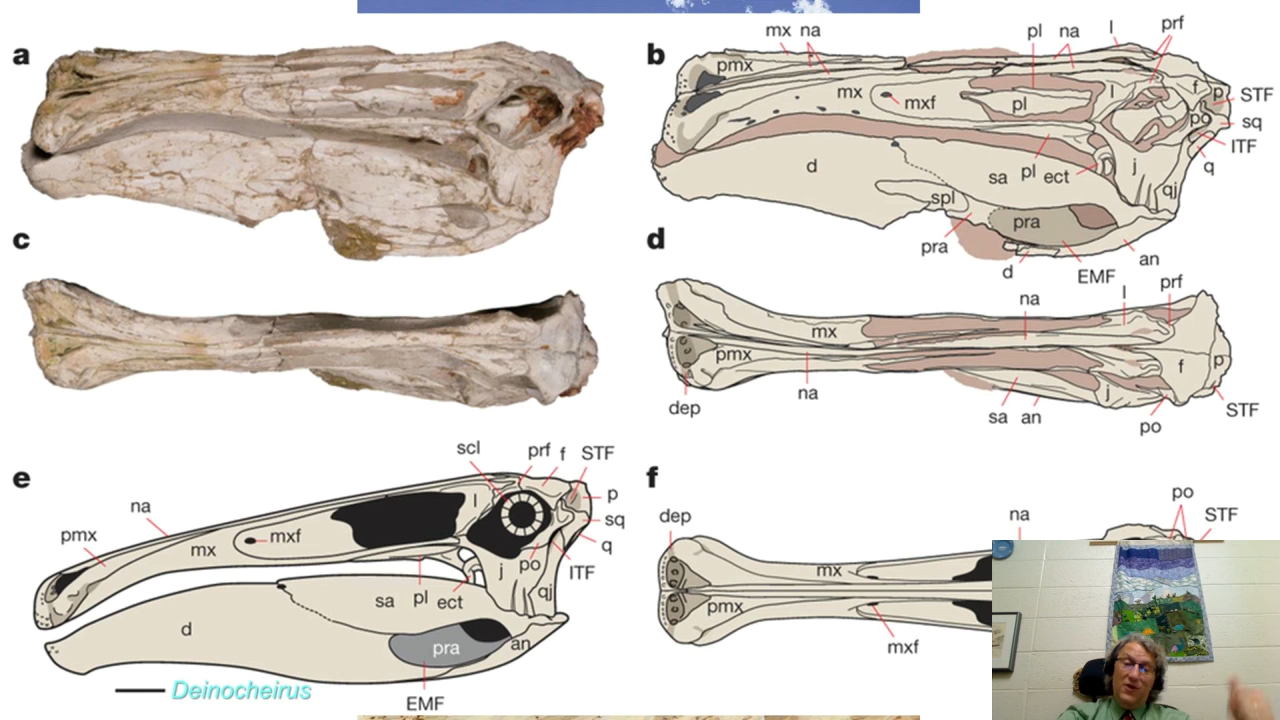 a
b
mx na
pl na l prf
pmx
mx
mxf
pl
l
f
p
STF
po
sq
ITF
q
d
sa pl ect
j
qj
spl
pra
pra
d
EMF
an
c
d
na
l
prf
mx
pmx
f
p
na
dep
sa an
j
po
STF
e
scl
prf f STF
na
pmx
mx
mxf
l
p
sq
q
po
ITF
j
qj
d
sa pl ect
pra
an
EMF
Deinocheirus
f
dep
na
po
STF
mx
pmx
mxf